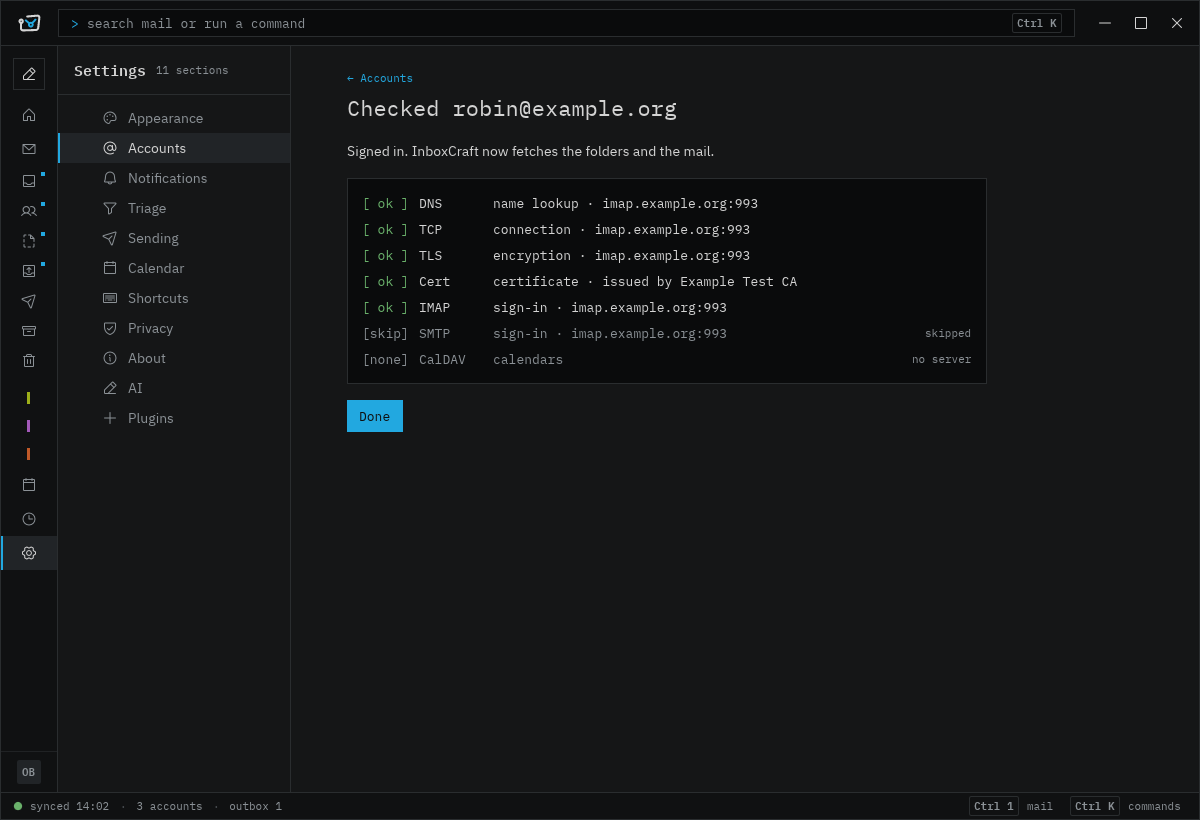 > search mail or run a command Ctrl K
Settings 11 sections
Appearance
Accounts
Notifications
Triage
Sending
Calendar
Shortcuts
Privacy
About
AI
Plugins
← Accounts
Checked robin@example.org
Signed in. InboxCraft now fetches the folders and the mail.
[ ok ] DNS name lookup · imap.example.org:993
[ ok ] TCP connection · imap.example.org:993
[ ok ] TLS encryption · imap.example.org:993
[ ok ] Cert certificate · issued by Example Test CA
[ ok ] IMAP sign-in · imap.example.org:993
[skip] SMTP sign-in · imap.example.org:993 skipped
[none] CalDAV calendars no server
Done
OB
synced 14:02 · 3 accounts · outbox 1 Ctrl 1 mail Ctrl K commands